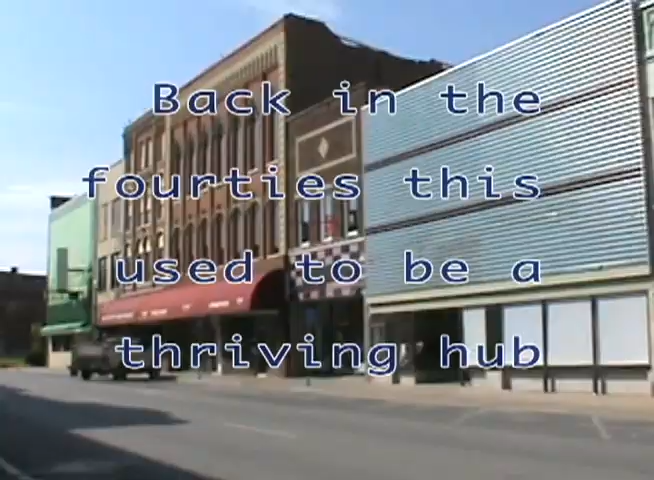 Back in the
fourties this
used to be a
thriving hub